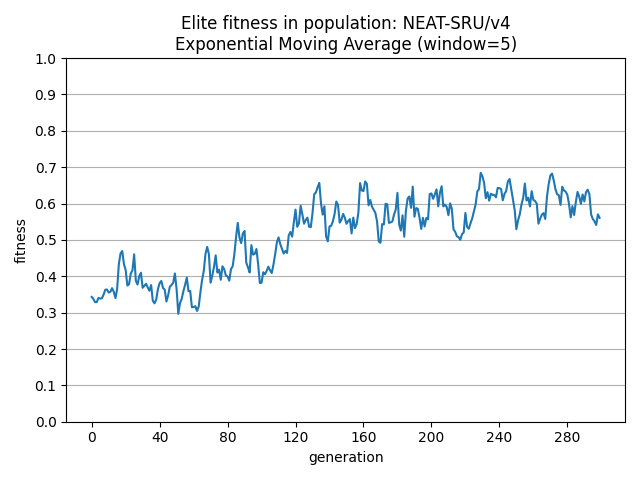 Elite fitness in population: NEAT-SRU/v4
Exponential Moving Average (window=5)
1.0
0.9
0.8
0.7
0.6
0.5
0.4
0.3
0.2
0.1
0.0
fitness
0 40 80 120 160 200 240 280
generation